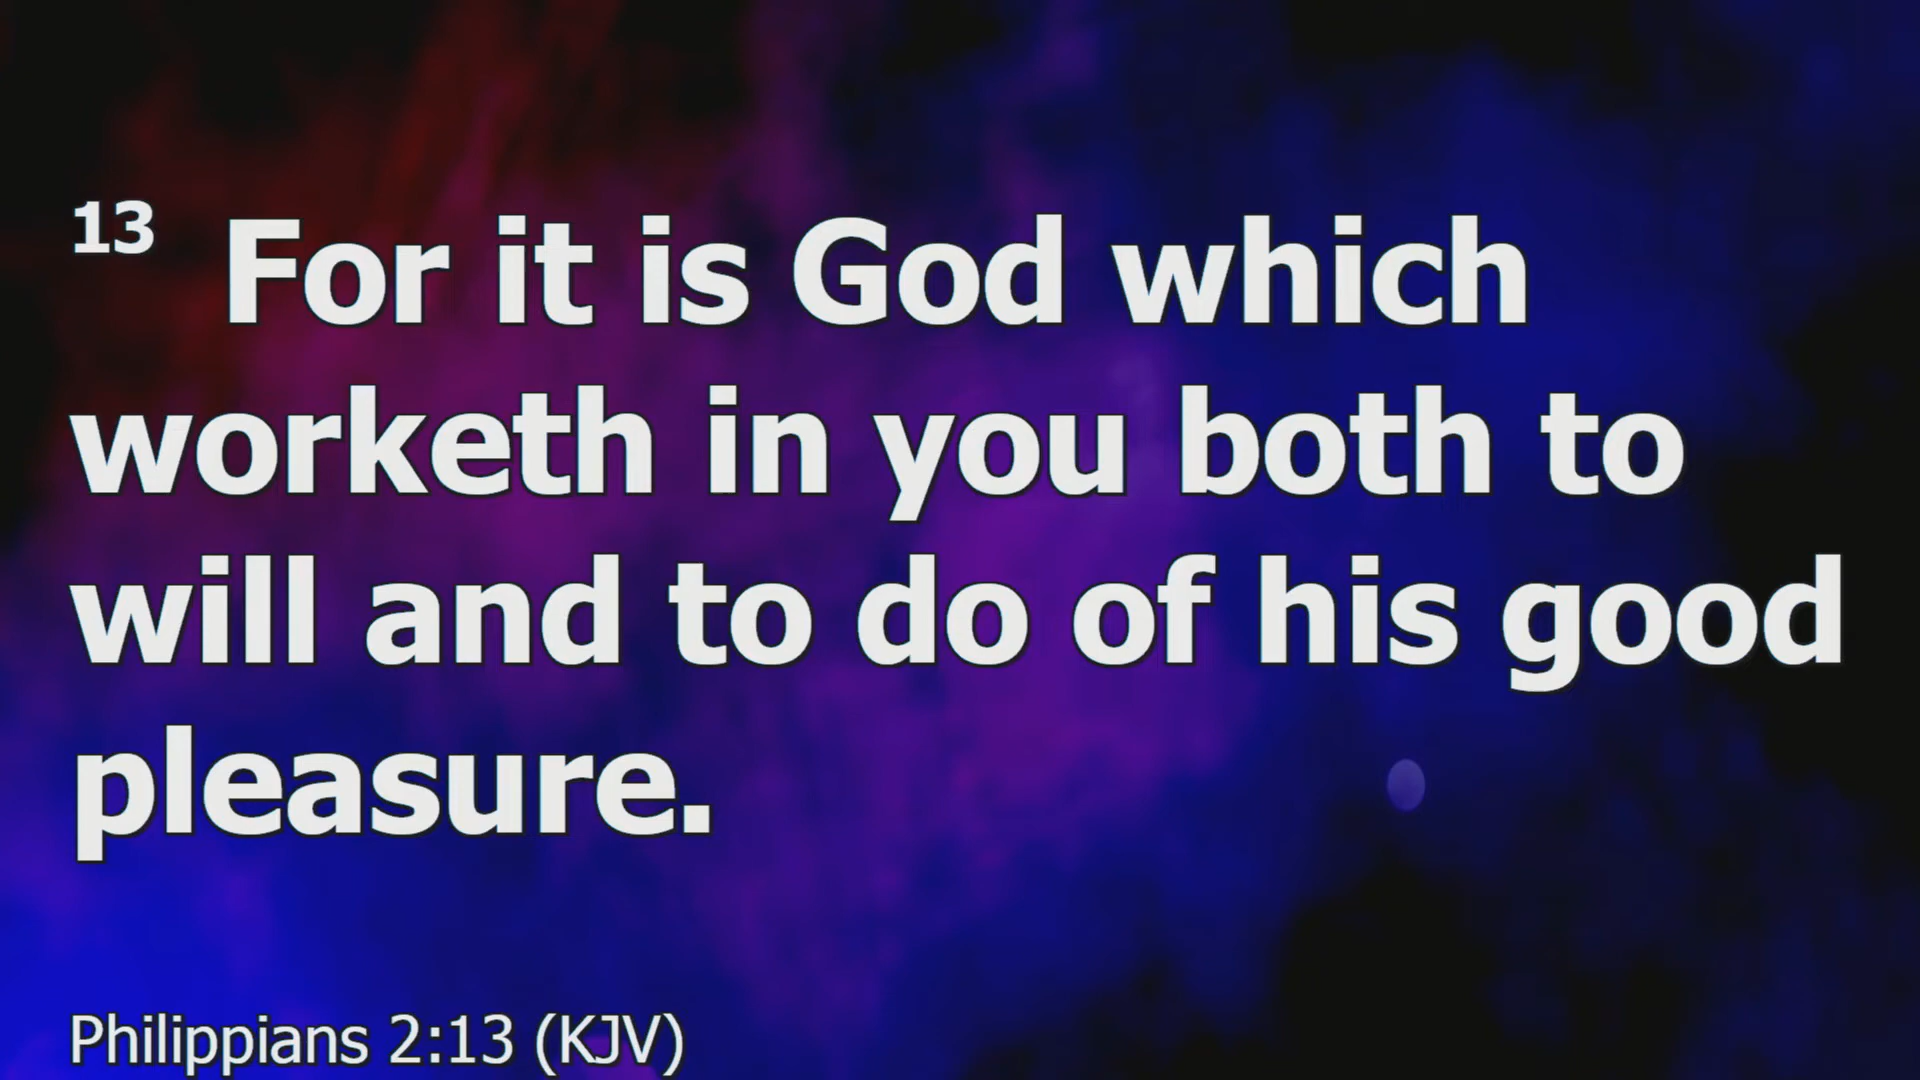 13 For it is God which
worketh in you both to
will and to do of his good
pleasure.
Philippians 2:13 (KJV)